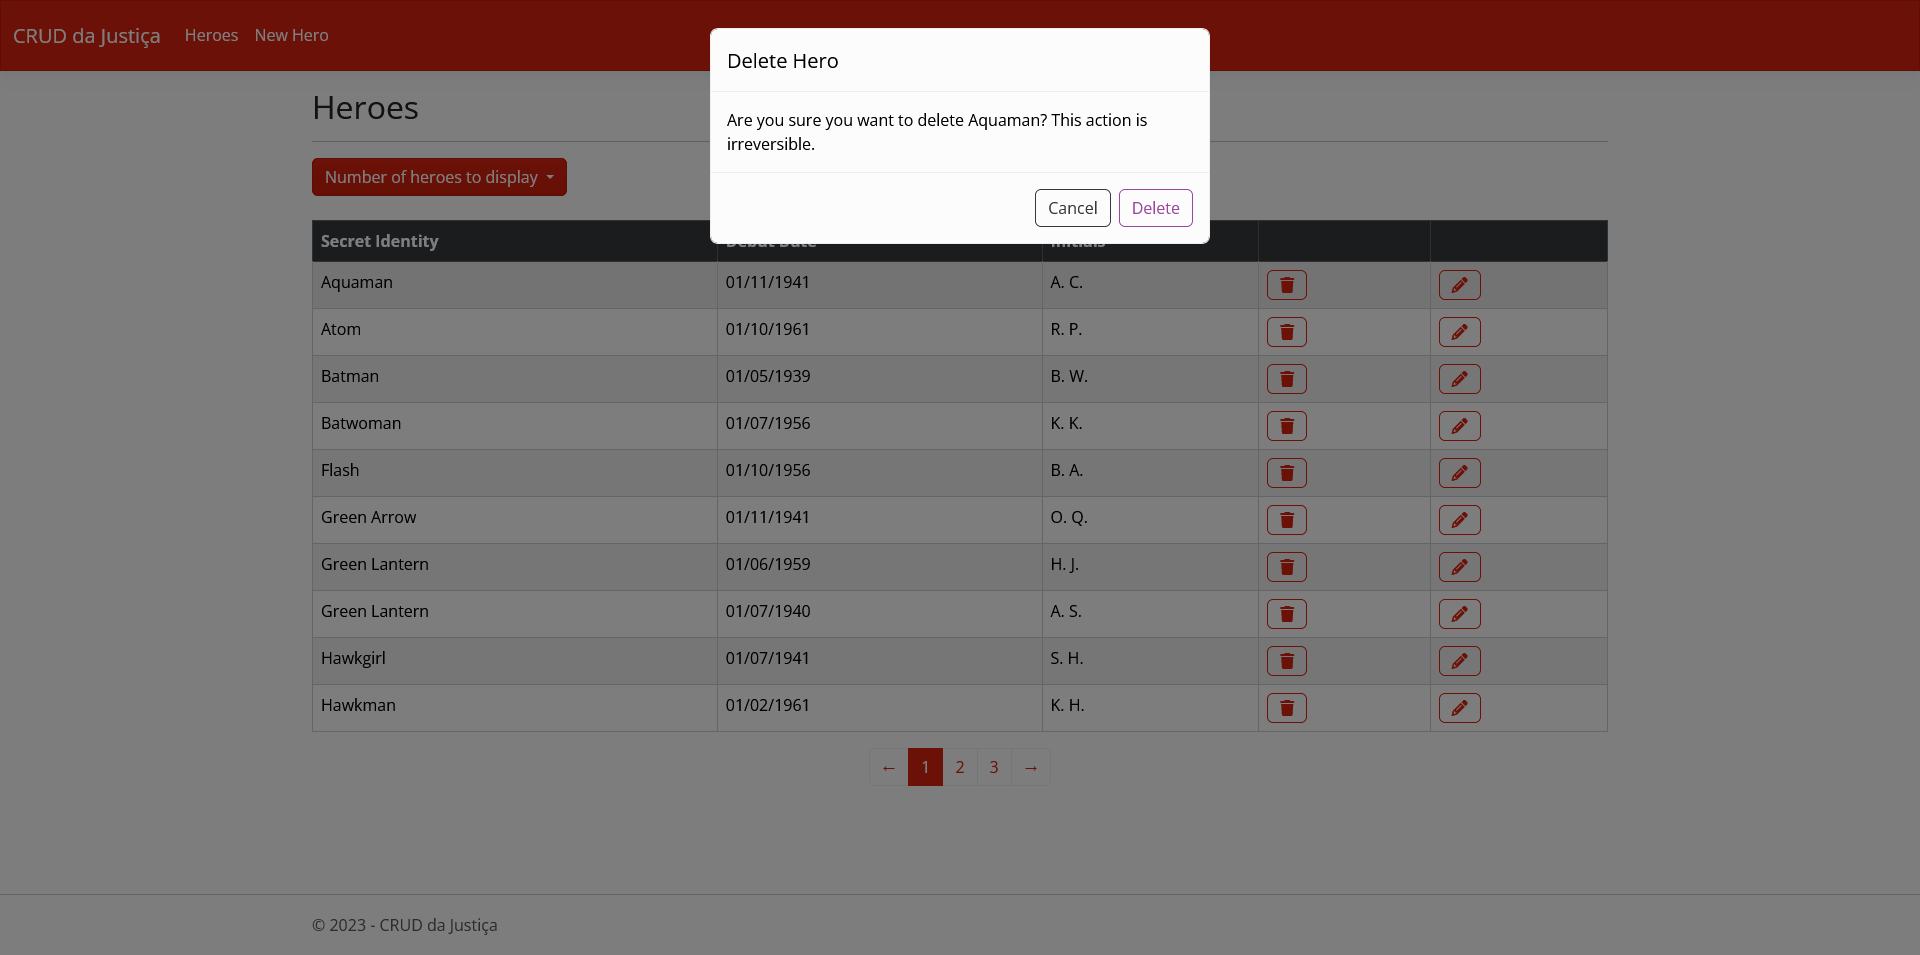 CRUD da Justiça Heroes New Hero
Delete Hero
Are you sure you want to delete Aquaman? This action is
irreversible.
Cancel Delete
Heroes
Number of heroes to display
Secret Identity Debut Date Initials
Aquaman 01/11/1941 A. C.
Atom 01/10/1961 R. P.
Batman 01/05/1939 B. W.
Batwoman 01/07/1956 K. K.
Flash 01/10/1956 B. A.
Green Arrow 01/11/1941 O. Q.
Green Lantern 01/06/1959 H. J.
Green Lantern 01/07/1940 A. S.
Hawkgirl 01/07/1941 S. H.
Hawkman 01/02/1961 K. H.
← 1 2 3 →
© 2023 - CRUD da Justiça